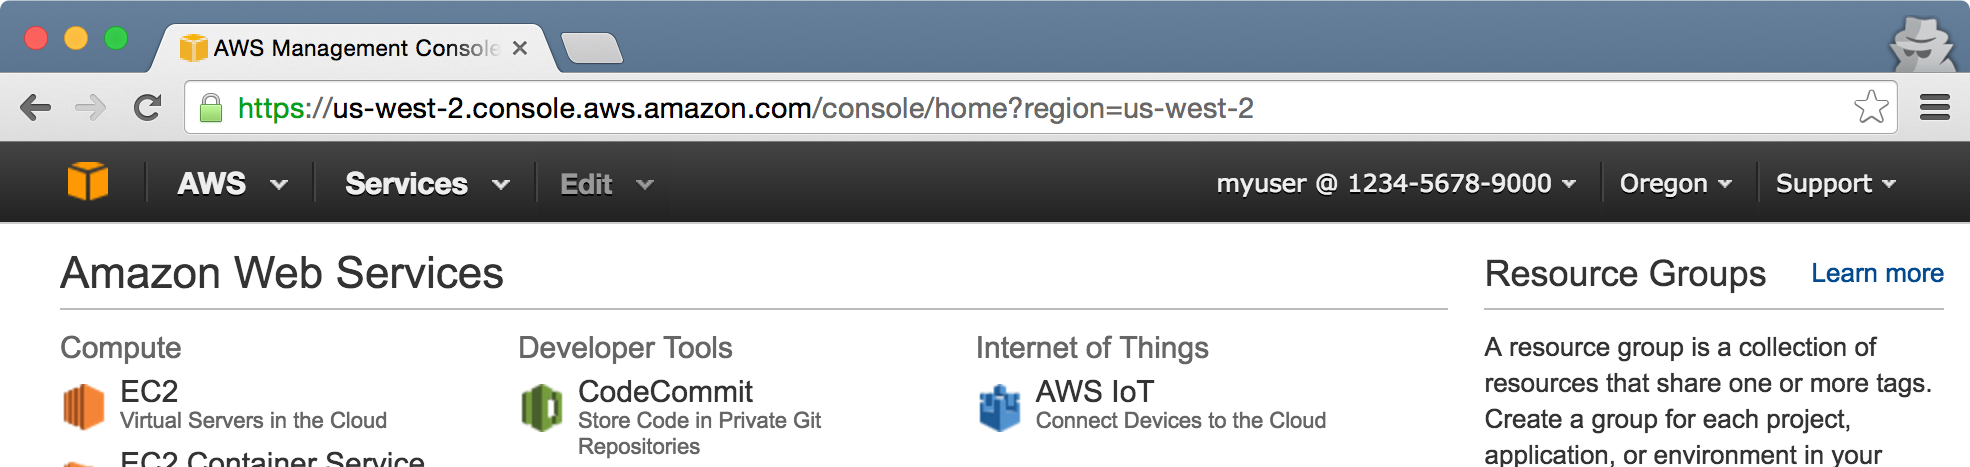 AWS Management Console
https://us-west-2.console.aws.amazon.com/console/home?region=us-west-2
AWS Services Edit myuser @ 1234-5678-9000 Oregon Support
Amazon Web Services
Compute
EC2
Virtual Servers in the Cloud
EC2 Container Service
Developer Tools
CodeCommit
Store Code in Private Git
Repositories
Internet of Things
AWS IoT
Connect Devices to the Cloud
Resource Groups Learn more
A resource group is a collection of
resources that share one or more tags.
Create a group for each project,
application, or environment in your